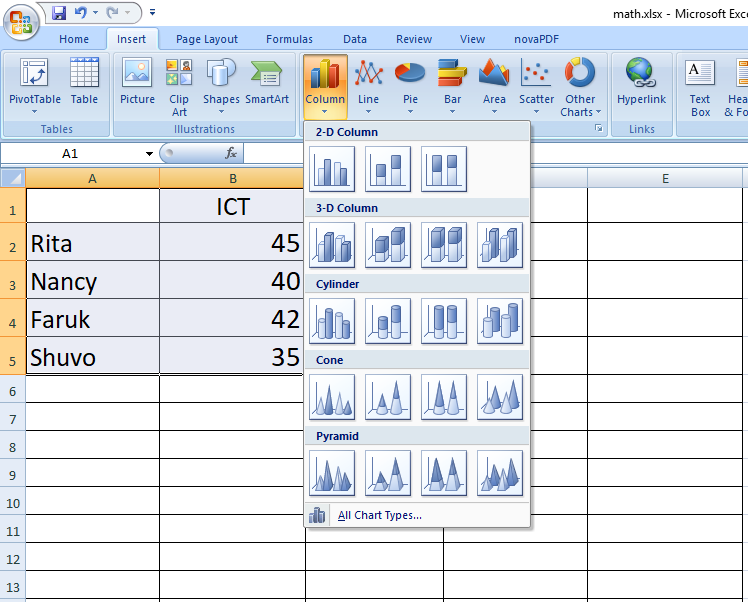 math.xlsx - Microsoft Exce
Home Insert Page Layout Formulas Data Review View novaPDF
PivotTable Table Picture Clip Art Shapes SmartArt Column Line Pie Bar Area Scatter Other Charts Hyperlink Text Box Hea & Fo
Tables Illustrations Links
A1 fx
2-D Column
3-D Column
Cylinder
Cone
Pyramid
All Chart Types...
A B E
1 ICT
2 Rita 45
3 Nancy 40
4 Faruk 42
5 Shuvo 35
6
7
8
9
10
11
12
13